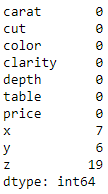 carat 0
cut 0
color 0
clarity 0
depth 0
table 0
price 0
x 7
y 6
z 19
dtype: int64